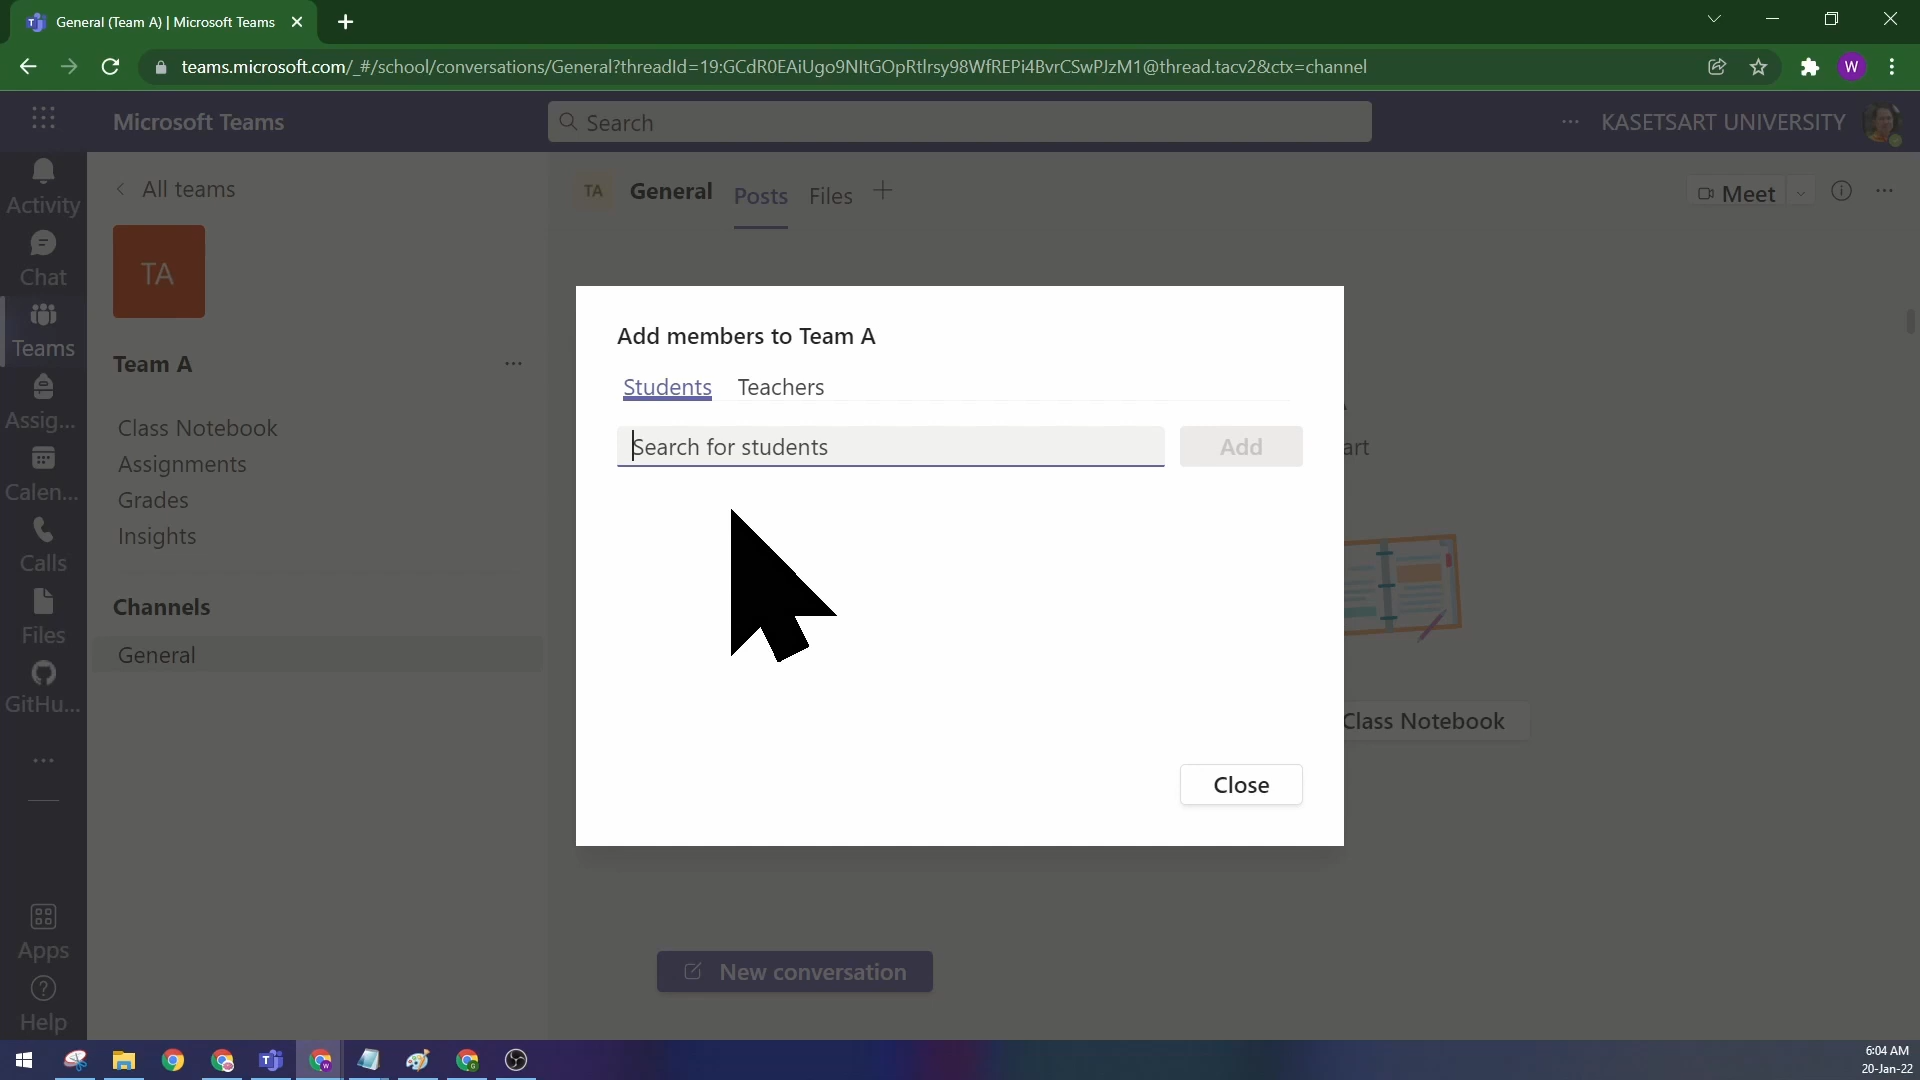 General (Team A) | Microsoft Teams
teams.microsoft.com/_#/school/conversations/General?threadId=19:GCdR0EAiUgo9NItGOpRtlrsy98WfREPi4BvrCSwPJzM1@thread.tacv2&ctx=channel
W
Microsoft Teams
Search
KASETSART UNIVERSITY
Activity
Chat
Teams
Assig...
Calen...
Calls
Files
GitHu...
Apps
Help
All teams
TA
Team A
Class Notebook
Assignments
Grades
Insights
Channels
General
TA General Posts Files
Meet
Add members to Team A
Students Teachers
Search for students
Add
art
Class Notebook
Close
New conversation
6:04 AM
20-Jan-22